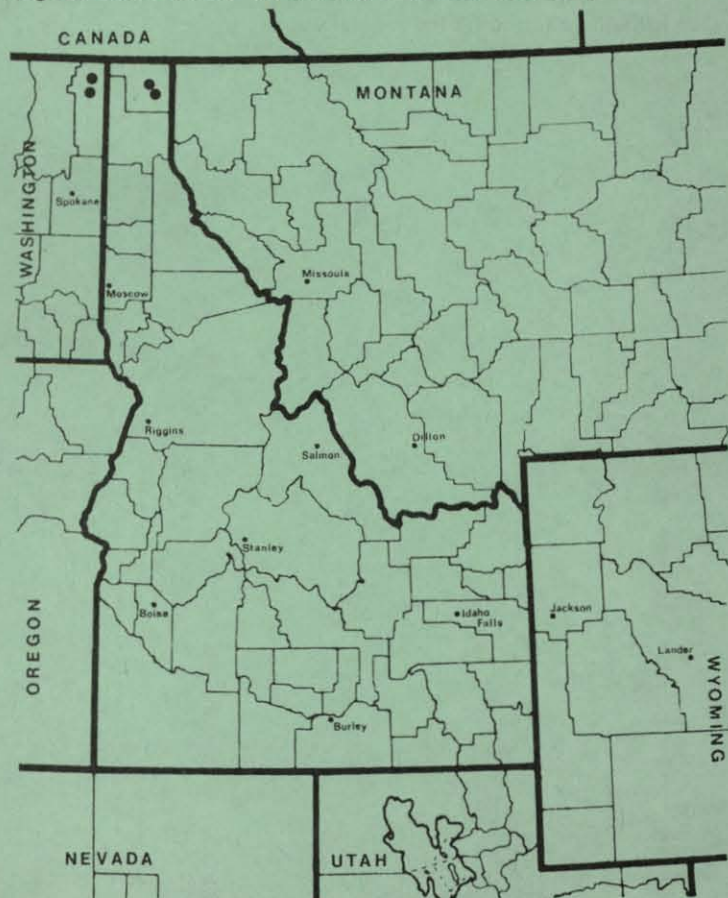 CANADA
MONTANA
WASHINGTON
Spokane
Missoula
Moscow
Riggins
Salmon
Dillon
Stanley
OREGON
Boise
Idaho
Falls
Jackson
Lander
WYOMING
Burley
NEVADA
UTAH